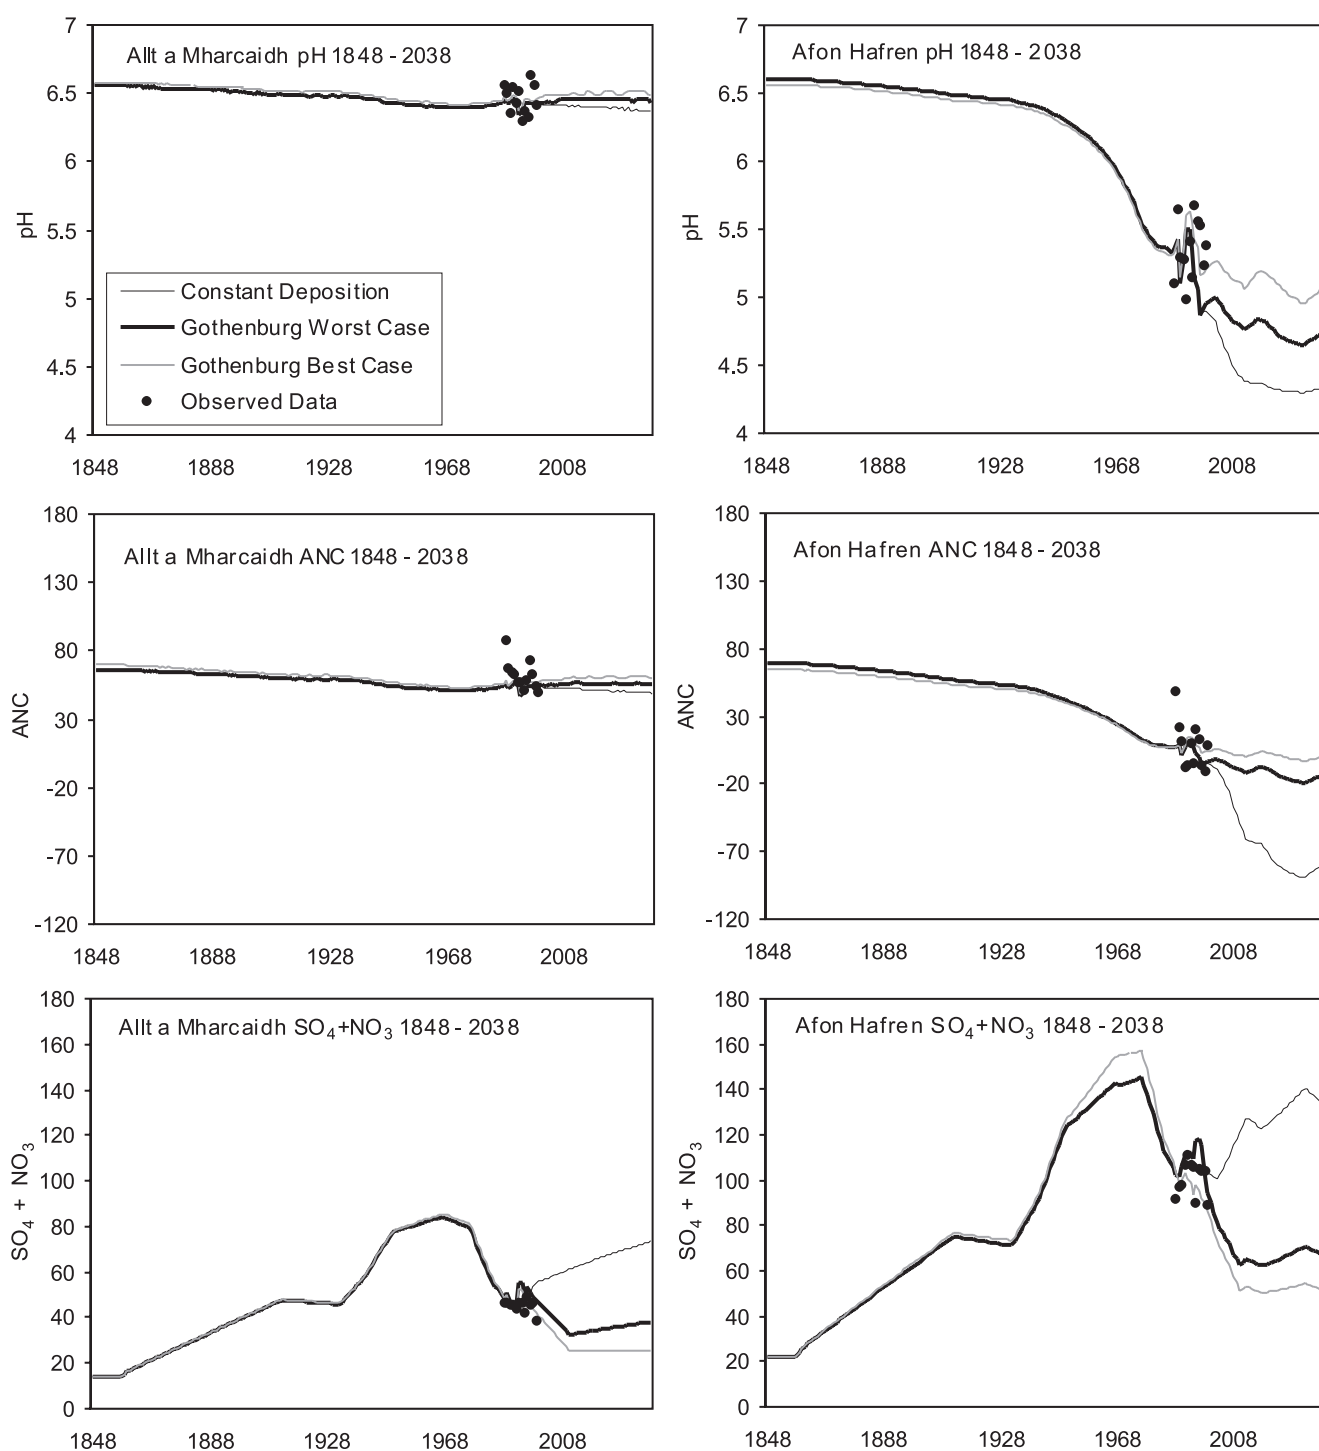 Allt a Mharcaidh pH 1848 - 2038
7
6.5
6
5.5
5
4.5
4
pH
Constant Deposition
Gothenburg Worst Case
Gothenburg Best Case
Observed Data
1848 1888 1928 1968 2008
Afon Hafren pH 1848 - 2038
7
6.5
6
5.5
5
4.5
4
pH
1848 1888 1928 1968 2008
Allt a Mharcaidh ANC 1848 - 2038
180
130
80
30
-20
-70
-120
ANC
1848 1888 1928 1968 2008
Afon Hafren ANC 1848 - 2038
180
130
80
30
-20
-70
-120
ANC
1848 1888 1928 1968 2008
Allt a Mharcaidh SO₄+NO₃ 1848 - 2038
180
160
140
120
100
80
60
40
20
0
SO₄ + NO₃
1848 1888 1928 1968 2008
Afon Hafren SO₄+NO₃ 1848 - 2038
180
160
140
120
100
80
60
40
20
0
SO₄ + NO₃
1848 1888 1928 1968 2008